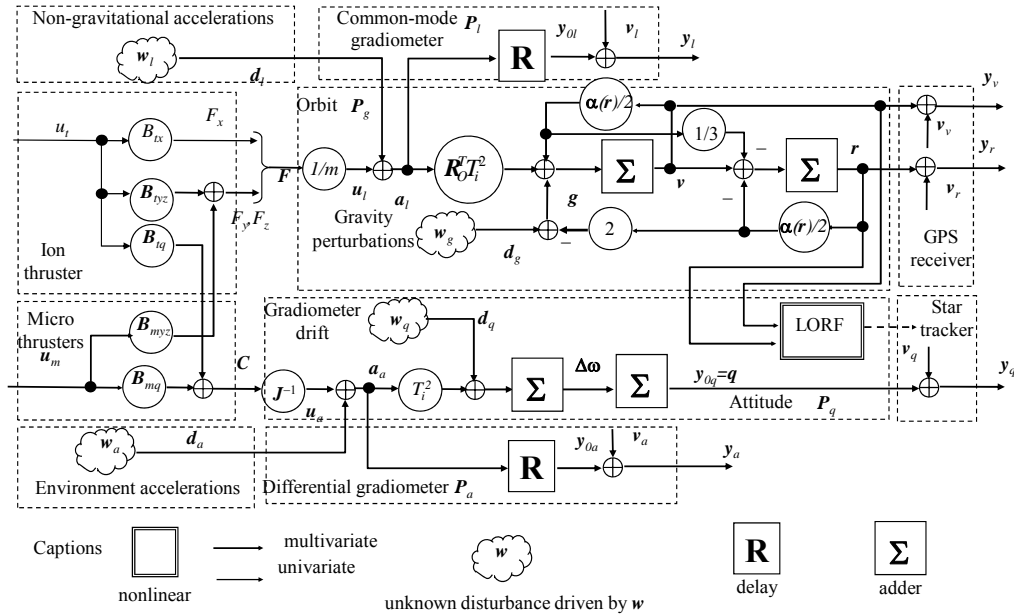 Non-gravitational accelerations
w_l
d_l
Common-mode gradiometer P_l
R
y_0l
v_l
y_l
Orbit P_g
α(r)/2
1/3
y_v
v_v
u_t
B_tx
F_x
F
1/m
u_l
a_l
R_O^T T_i^2
Σ
v
−
Σ
r
y_r
v_r
B_tyz
F_y,F_z
g
−
Gravity perturbations
w_g
d_g
−
2
−
α(r)/2
B_tq
Ion thruster
GPS receiver
Micro thrusters
u_m
B_myz
Gradiometer drift
w_q
d_q
LORF
Star tracker
v_q
B_mq
C
J⁻¹
u_a
a_a
T_i^2
Σ
Δω
Σ
y_0q=q
y_q
Attitude P_q
w_a
d_a
Environment accelerations
Differential gradiometer P_a
R
y_0a
v_a
y_a
Captions
nonlinear
multivariate
univariate
w
unknown disturbance driven by w
R
delay
Σ
adder